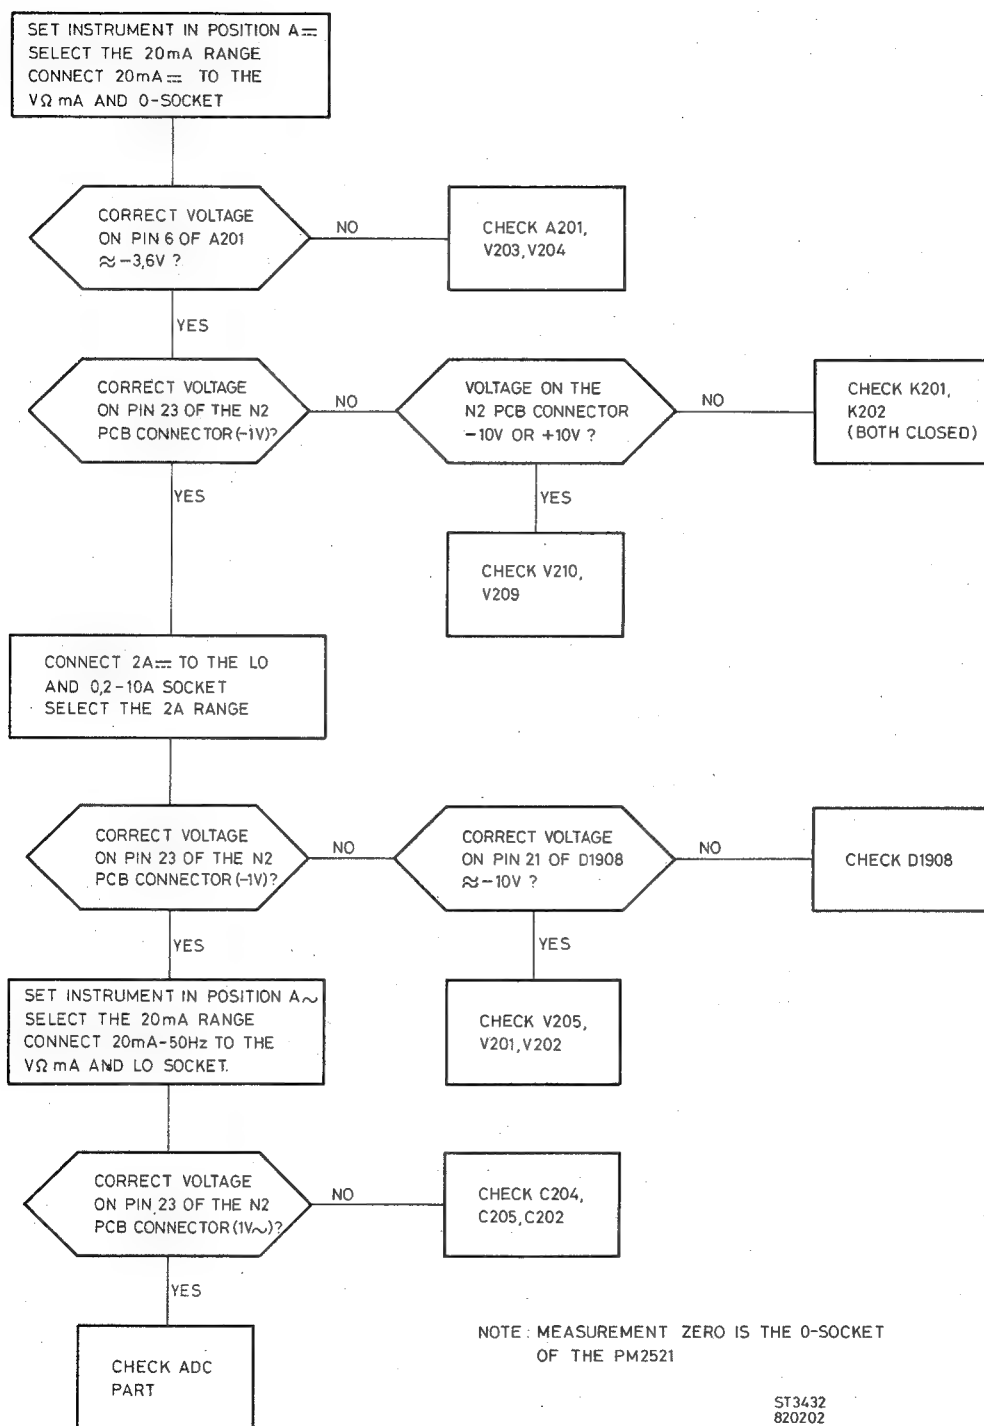 SET INSTRUMENT IN POSITION A⎓
SELECT THE 20mA RANGE
CONNECT 20mA⎓ TO THE
VΩ mA AND 0-SOCKET
CORRECT VOLTAGE
ON PIN 6 OF A201
≈ -3,6V ?
NO
CHECK A201,
V203, V204
YES
CORRECT VOLTAGE
ON PIN 23 OF THE N2
PCB CONNECTOR (-1V)?
NO
VOLTAGE ON THE
N2 PCB CONNECTOR
-10V OR +10V ?
NO
CHECK K201,
K202
(BOTH CLOSED)
YES
YES
CHECK V210,
V209
CONNECT 2A⎓ TO THE LO
AND 0,2-10A SOCKET
SELECT THE 2A RANGE
CORRECT VOLTAGE
ON PIN 23 OF THE N2
PCB CONNECTOR (-1V)?
NO
CORRECT VOLTAGE
ON PIN 21 OF D1908
≈ -10V ?
NO
CHECK D1908
YES
YES
SET INSTRUMENT IN POSITION A~
SELECT THE 20mA RANGE
CONNECT 20mA-50Hz TO THE
VΩ mA AND LO SOCKET.
CHECK V205,
V201, V202
CORRECT VOLTAGE
ON PIN 23 OF THE N2
PCB CONNECTOR (1V~)?
NO
CHECK C204,
C205, C202
YES
CHECK ADC
PART
NOTE : MEASUREMENT ZERO IS THE 0-SOCKET
OF THE PM2521
ST3432
820202